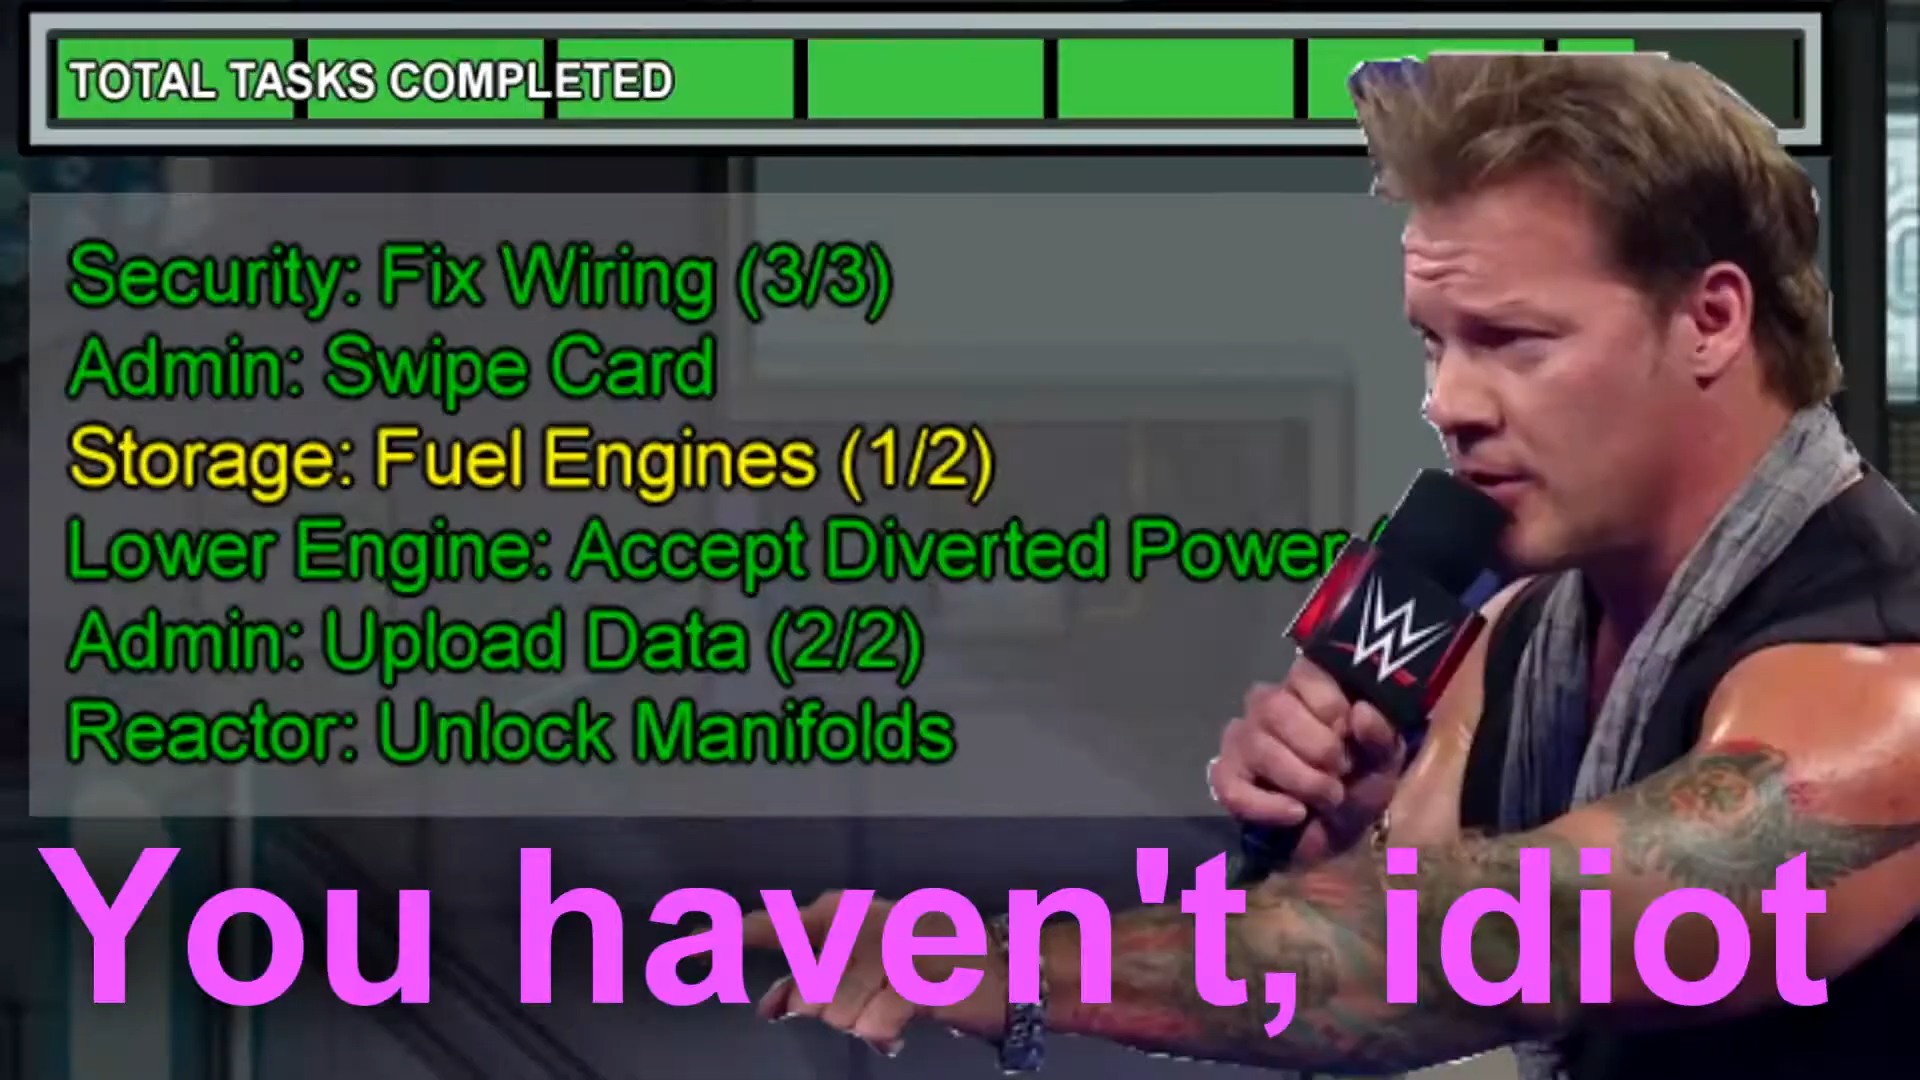 TOTAL TASKS COMPLETED
Security: Fix Wiring (3/3)
Admin: Swipe Card
Storage: Fuel Engines (1/2)
Lower Engine: Accept Diverted Power (
Admin: Upload Data (2/2)
Reactor: Unlock Manifolds
W
You haven't, idiot